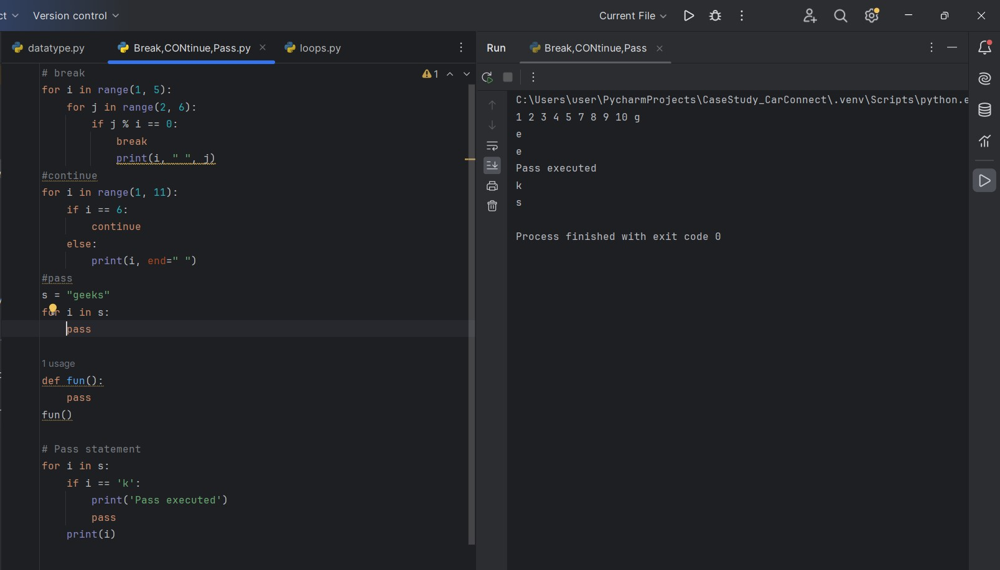 ct Version control Current File
datatype.py Break,CONtinue,Pass.py loops.py
# break
1
for i in range(1, 5):
    for j in range(2, 6):
        if j % i == 0:
            break
            print(i, " ", j)
#continue
for i in range(1, 11):
    if i == 6:
        continue
    else:
        print(i, end=" ")
#pass
s = "geeks"
for i in s:
    pass
1 usage
def fun():
    pass
fun()
# Pass statement
for i in s:
    if i == 'k':
        print('Pass executed')
        pass
    print(i)
Run Break,CONtinue,Pass
C:\Users\user\PycharmProjects\CaseStudy_CarConnect\.venv\Scripts\python.e
1 2 3 4 5 7 8 9 10 g
e
e
Pass executed
k
s
Process finished with exit code 0